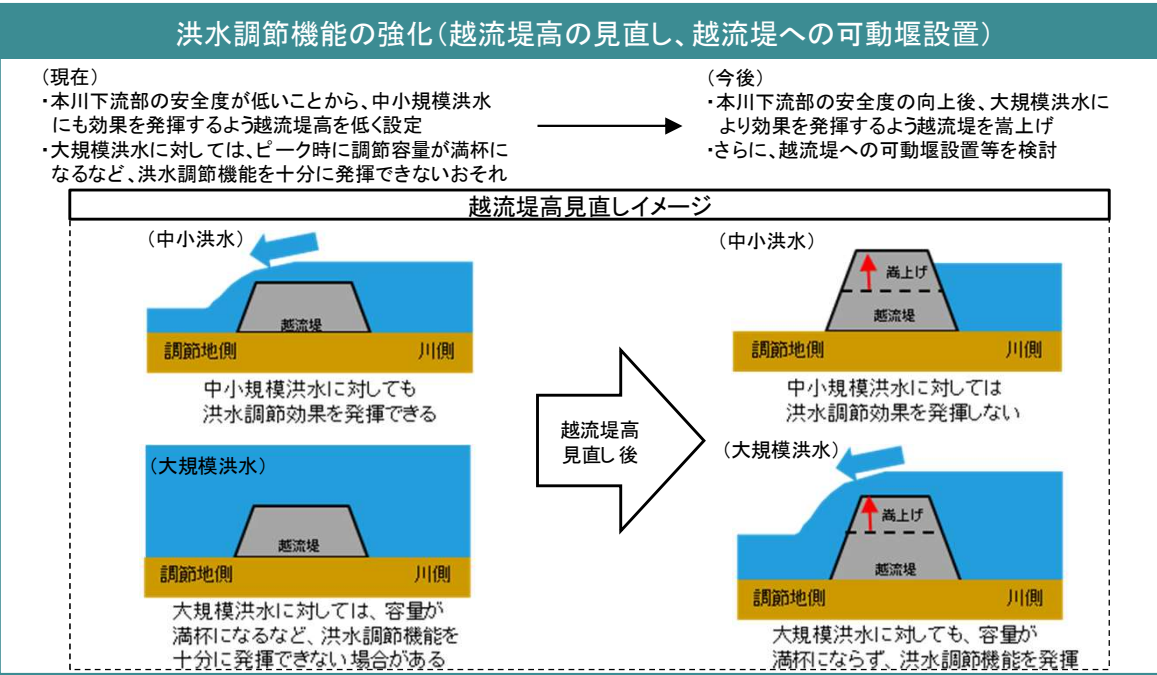 洪水調節機能の強化(越流堤高の見直し、越流堤への可動堰設置)
(現在)
・本川下流部の安全度が低いことから、中小規模洪水
にも効果を発揮するよう越流堤高を低く設定
・大規模洪水に対しては、ピーク時に調節容量が満杯に
なるなど、洪水調節機能を十分に発揮できないおそれ
(今後)
・本川下流部の安全度の向上後、大規模洪水に
より効果を発揮するよう越流堤を嵩上げ
・さらに、越流堤への可動堰設置等を検討
越流堤高見直しイメージ
(中小洪水)
越流堤
調節地側
川側
中小規模洪水に対しても
洪水調節効果を発揮できる
(大規模洪水)
越流堤
調節地側
川側
大規模洪水に対しては、容量が
満杯になるなど、洪水調節機能を
十分に発揮できない場合がある
越流堤高
見直し後
(中小洪水)
嵩上げ
越流堤
調節地側
川側
中小規模洪水に対しては
洪水調節効果を発揮しない
(大規模洪水)
嵩上げ
越流堤
調節地側
川側
大規模洪水に対しても、容量が
満杯にならず、洪水調節機能を発揮